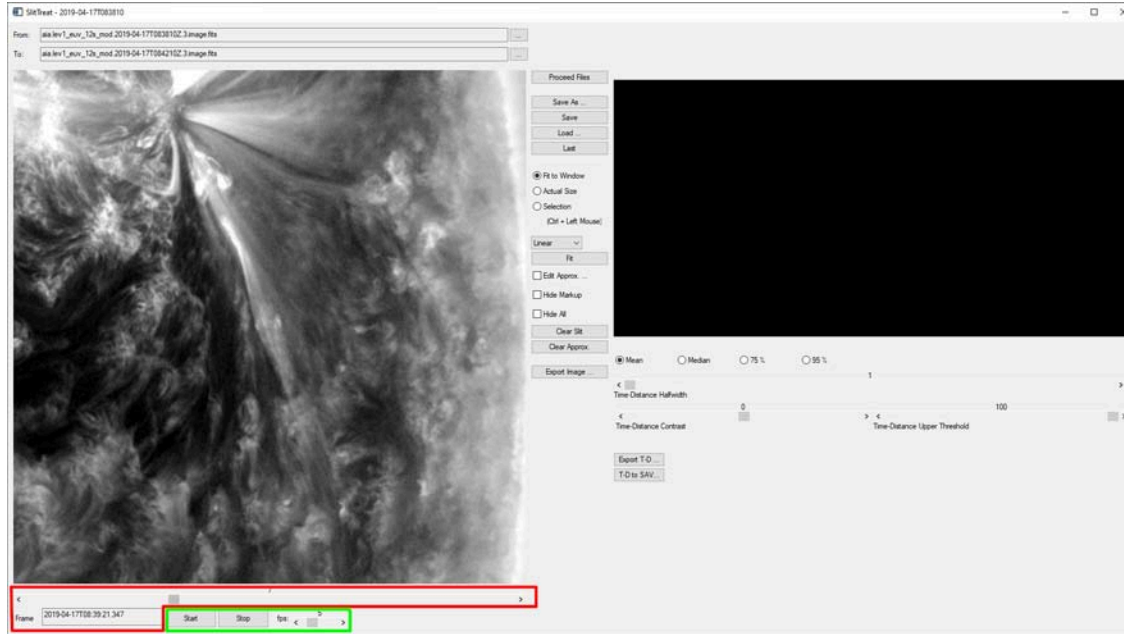 SlitTreat - 2019-04-17T083810
From: aia.lev1_euv_12s_mod.2019-04-17T083810Z.3.image.fits ...
To: aia.lev1_euv_12s_mod.2019-04-17T084210Z.3.image.fits ...
Proceed Files
Save As ...
Save
Load ...
Last
Fit to Window
Actual Size
Selection
(Ctrl + Left Mouse)
Linear
Fit
Edit Approx. ...
Hide Markup
Hide All
Clear Slit
Clear Approx.
Export Image ...
Mean Median 75 % 95 %
1
< >
Time-Distance Halfwidth
0 100
< > < >
Time-Distance Contrast Time-Distance Upper Threshold
Export T-D ...
T-D to SAV...
7
< >
Frame 2019-04-17T08:39:21.347 Start Stop fps: 5
< >